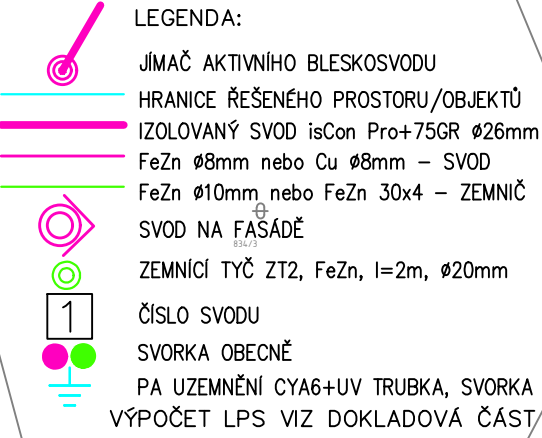 LEGENDA:
JÍMAČ AKTIVNÍHO BLESKOSVODU
HRANICE ŘEŠENÉHO PROSTORU/OBJEKTŮ
IZOLOVANÝ SVOD isCon Pro+75GR ø26mm
FeZn ø8mm nebo Cu ø8mm – SVOD
FeZn ø10mm nebo FeZn 30x4 – ZEMNIČ
SVOD NA FASÁDĚ
834/3
ZEMNÍCÍ TYČ ZT2, FeZn, l=2m, ø20mm
1 ČÍSLO SVODU
SVORKA OBECNĚ
PA UZEMNĚNÍ CYA6+UV TRUBKA, SVORKA
VÝPOČET LPS VIZ DOKLADOVÁ ČÁST